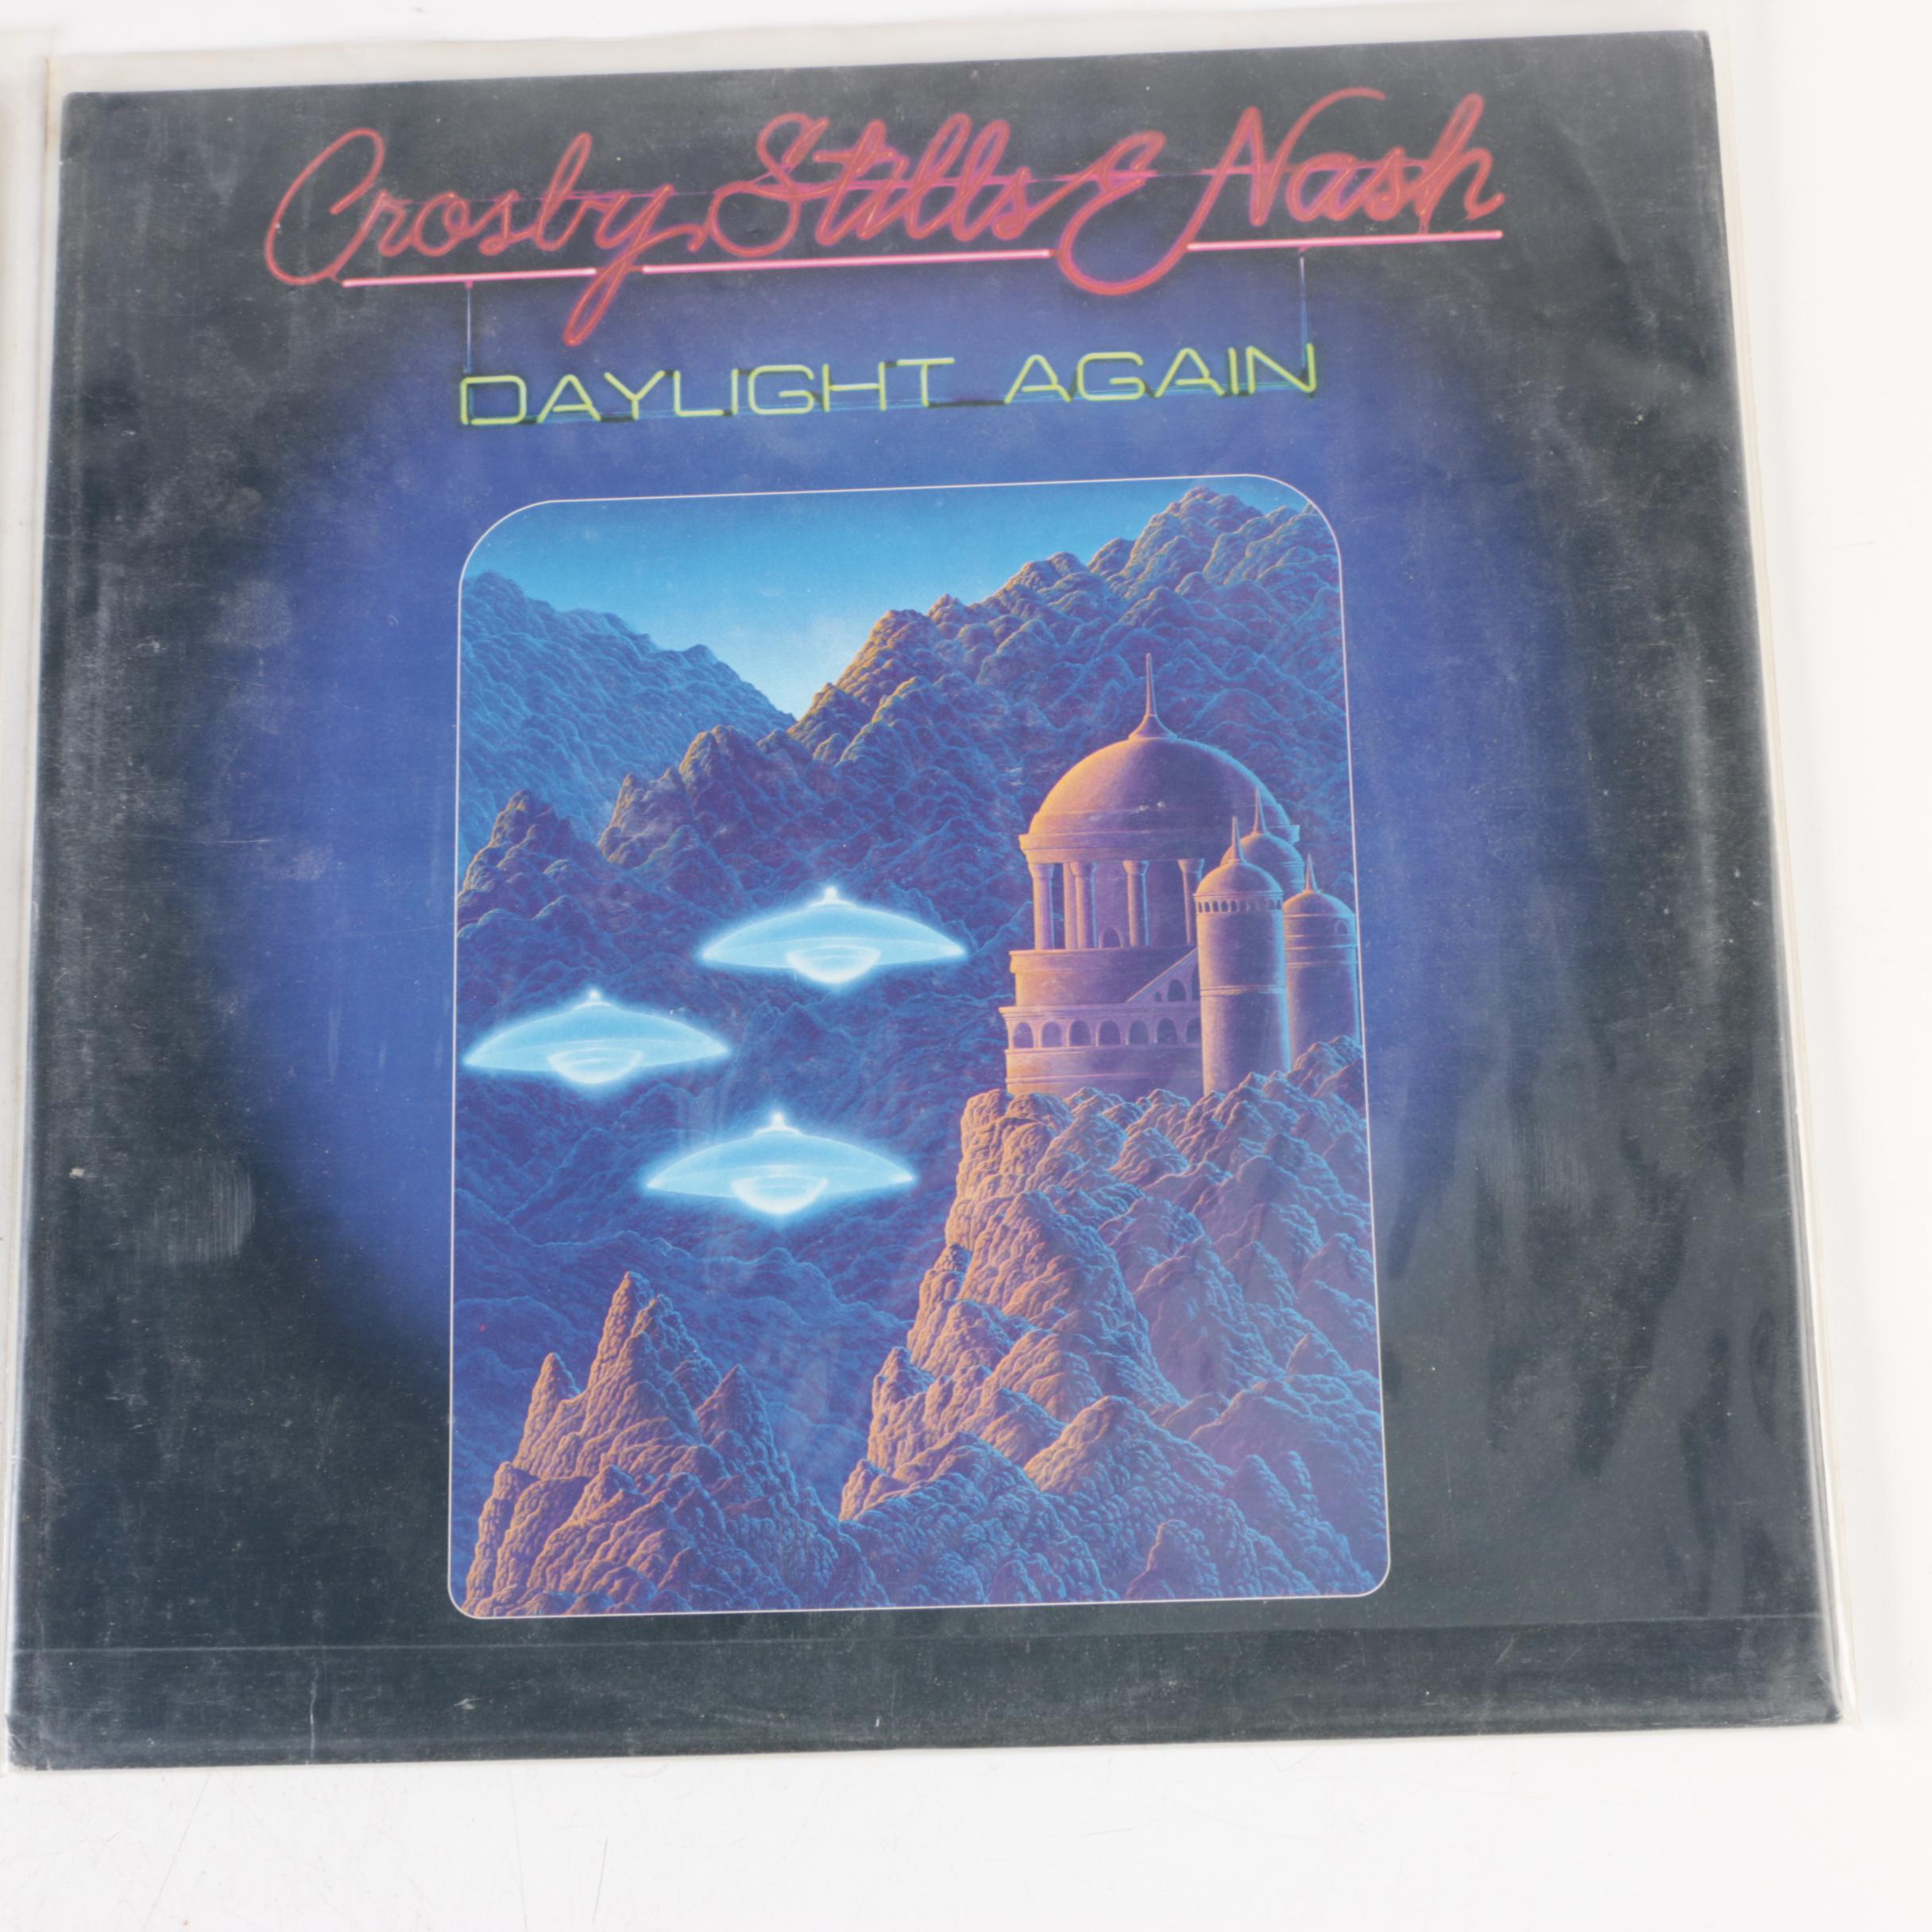 Crosby, Stills & Nash
DAYLIGHT AGAIN